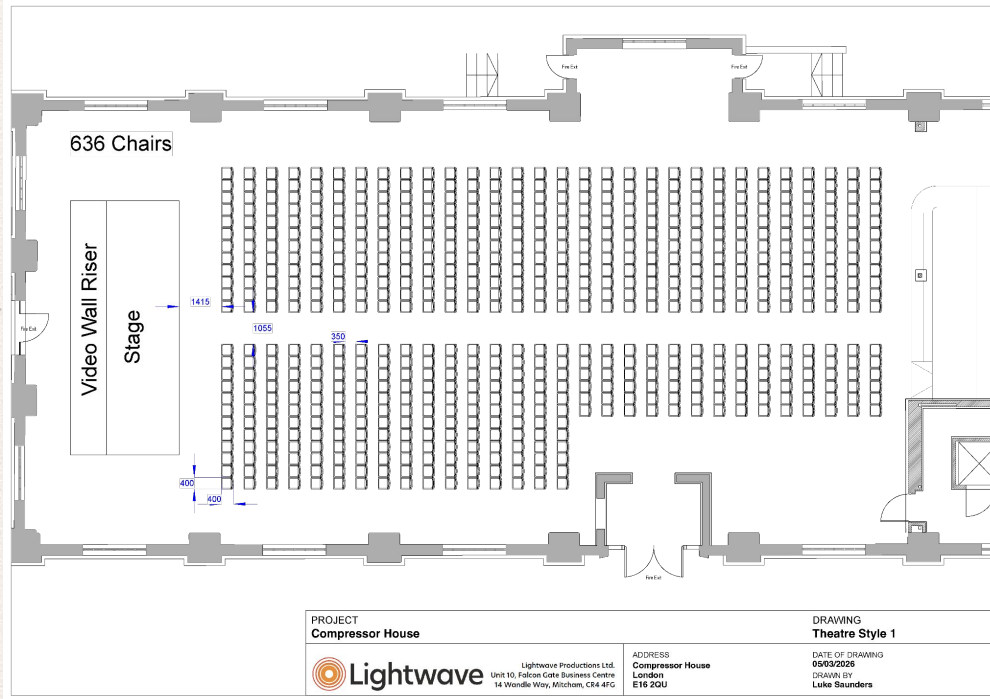 Fire Exit
Fire Exit
636 Chairs
Video Wall Riser
Stage
1415
1055
350
Fire Exit
400
400
Fire Exit
PROJECT
Compressor House
DRAWING
Theatre Style 1
Lightwave
Lightwave Productions Ltd.
Unit 10, Falcon Gate Business Centre
14 Wandle Way, Mitcham, CR4 4FG
ADDRESS
Compressor House
London
E16 2QU
DATE OF DRAWING
05/03/2026
DRAWN BY
Luke Saunders